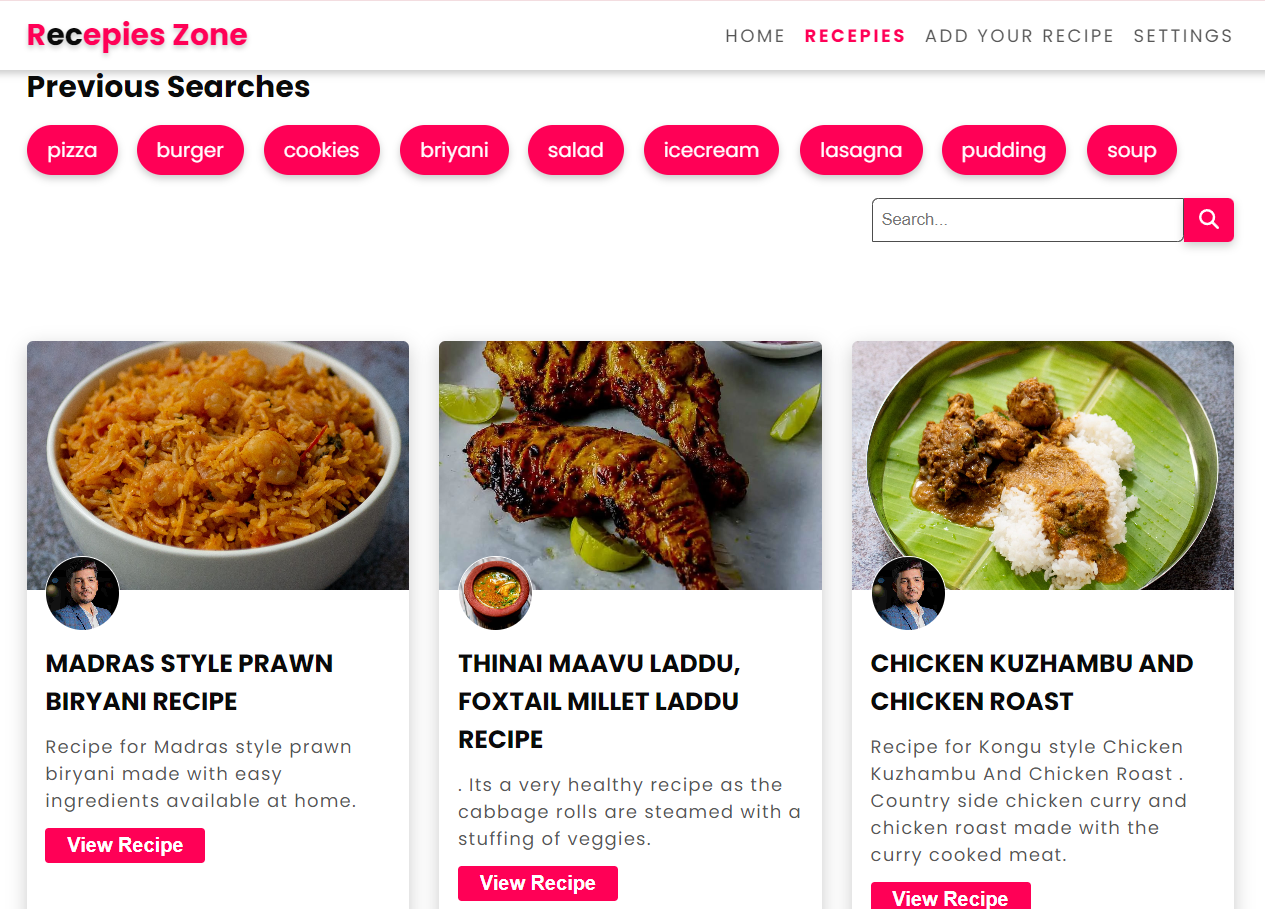 Recepies Zone
HOME RECEPIES ADD YOUR RECIPE SETTINGS
Previous Searches
pizza burger cookies briyani salad icecream lasagna pudding soup
Search...
MADRAS STYLE PRAWN
BIRYANI RECIPE
Recipe for Madras style prawn
biryani made with easy
ingredients available at home.
View Recipe
THINAI MAAVU LADDU,
FOXTAIL MILLET LADDU
RECIPE
. Its a very healthy recipe as the
cabbage rolls are steamed with a
stuffing of veggies.
View Recipe
CHICKEN KUZHAMBU AND
CHICKEN ROAST
Recipe for Kongu style Chicken
Kuzhambu And Chicken Roast .
Country side chicken curry and
chicken roast made with the
curry cooked meat.
View Recipe